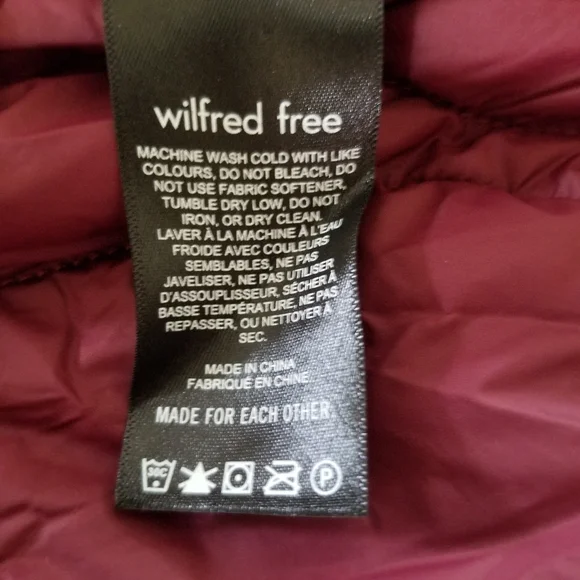 wilfred free
MACHINE WASH COLD WITH LIKE
COLOURS, DO NOT BLEACH, DO
NOT USE FABRIC SOFTENER,
TUMBLE DRY LOW, DO NOT
IRON, OR DRY CLEAN.
LAVER À LA MACHINE À L'EAU
FROIDE AVEC COULEURS
SEMBLABLES, NE PAS
JAVELISER, NE PAS UTILISER
D'ASSOUPLISSEUR, SÉCHER À
BASSE TEMPÉRATURE, NE PAS
REPASSER, OU NETTOYER À
SEC.
MADE IN CHINA
FABRIQUÉ EN CHINE
MADE FOR EACH OTHER.
30C P